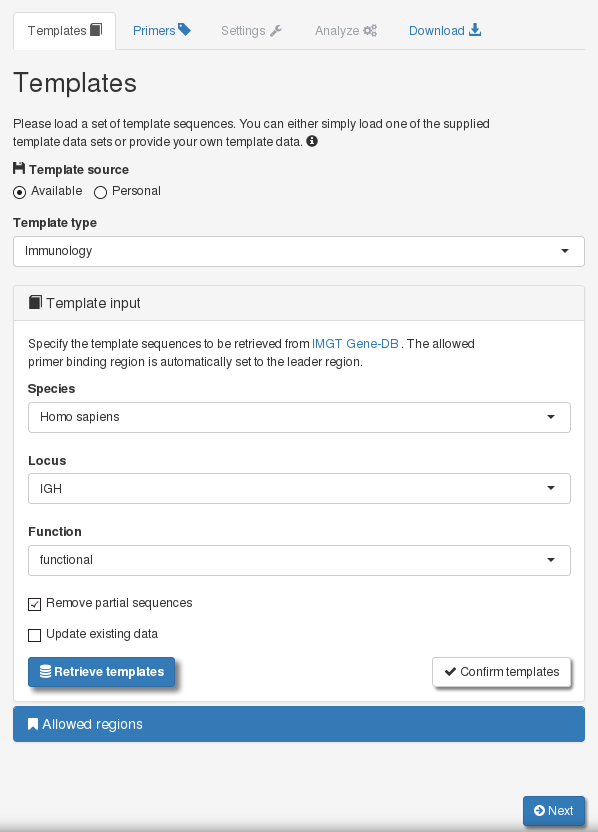 Templates
Primers
Settings
Analyze
Download
Templates
Please load a set of template sequences. You can either simply load one of the supplied
template data sets or provide your own template data.
Template source
Available
Personal
Template type
Immunology
Template input
Specify the template sequences to be retrieved from IMGT Gene-DB . The allowed
primer binding region is automatically set to the leader region.
Species
Homo sapiens
Locus
IGH
Function
functional
Remove partial sequences
Update existing data
Retrieve templates
Confirm templates
Allowed regions
Next